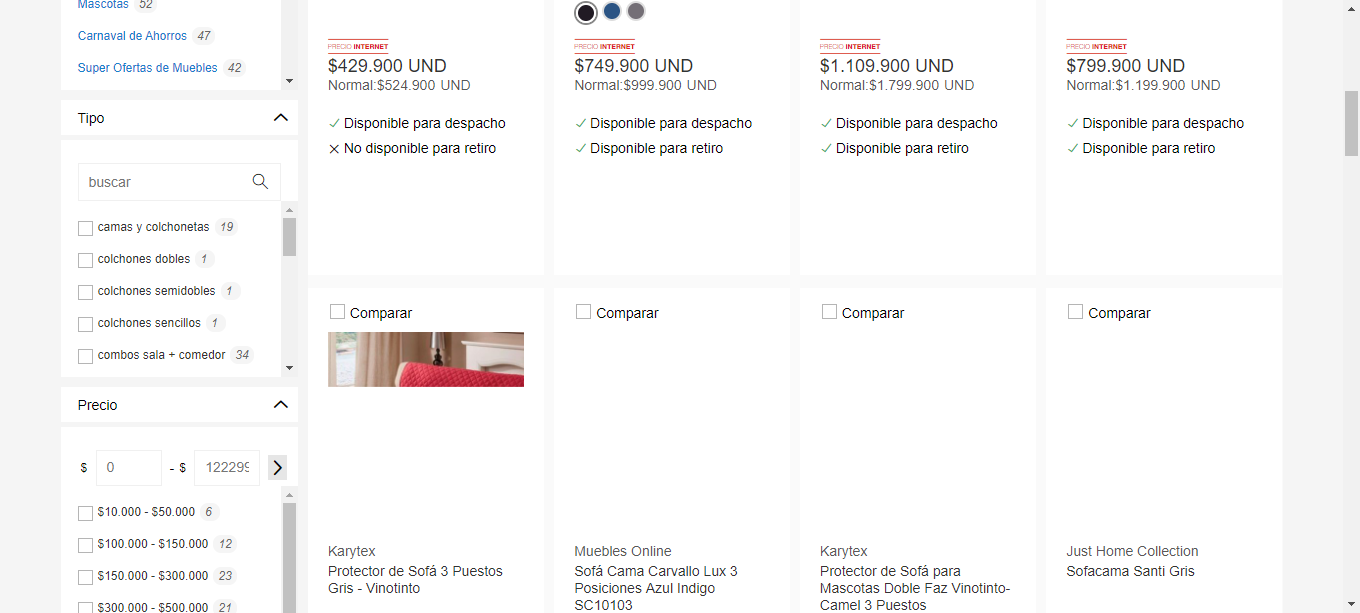 Mascotas 52
Carnaval de Ahorros 47
Super Ofertas de Muebles 42
Tipo
buscar
camas y colchonetas 19
colchones dobles 1
colchones semidobles 1
colchones sencillos 1
combos sala + comedor 34
Precio
$ 0 - $ 122299
$10.000 - $50.000 6
$100.000 - $150.000 12
$150.000 - $300.000 23
$300.000 - $500.000 21
PRECIO INTERNET
$429.900 UND
Normal:$524.900 UND
Disponible para despacho
No disponible para retiro
PRECIO INTERNET
$749.900 UND
Normal:$999.900 UND
Disponible para despacho
Disponible para retiro
PRECIO INTERNET
$1.109.900 UND
Normal:$1.799.900 UND
Disponible para despacho
Disponible para retiro
PRECIO INTERNET
$799.900 UND
Normal:$1.199.900 UND
Disponible para despacho
Disponible para retiro
Comparar
Karytex
Protector de Sofá 3 Puestos
Gris - Vinotinto
Comparar
Muebles Online
Sofá Cama Carvallo Lux 3
Posiciones Azul Indigo
SC10103
Comparar
Karytex
Protector de Sofá para
Mascotas Doble Faz Vinotinto-
Camel 3 Puestos
Comparar
Just Home Collection
Sofacama Santi Gris